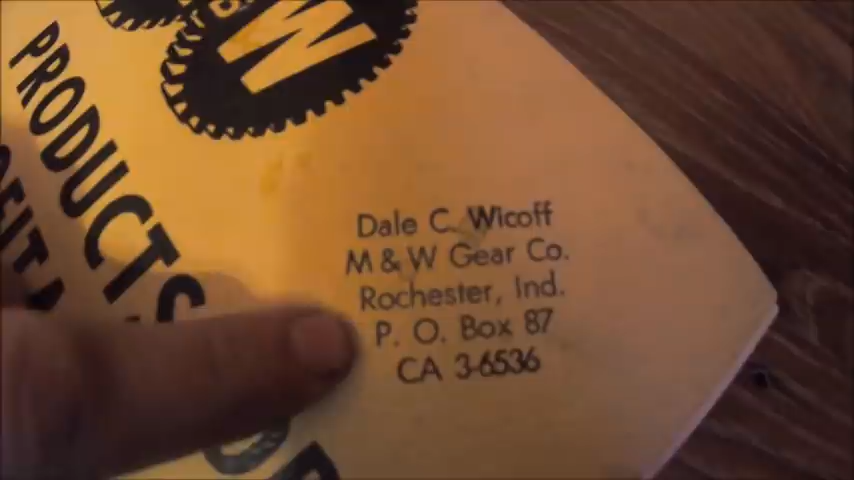 W
PRODUCTS
Dale C. Wicoff
M & W Gear Co.
Rochester, Ind.
P. O. Box 87
CA 3-6536